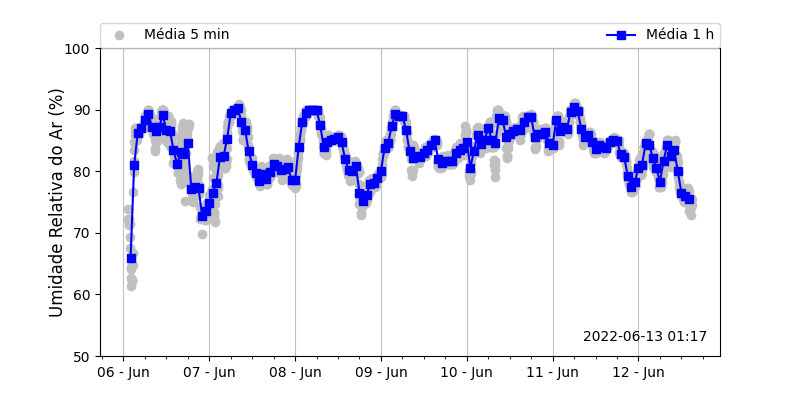 Média 5 min
Média 1 h
Umidade Relativa do Ar (%)
100
90
80
70
60
50
2022-06-13 01:17
06 - Jun
07 - Jun
08 - Jun
09 - Jun
10 - Jun
11 - Jun
12 - Jun